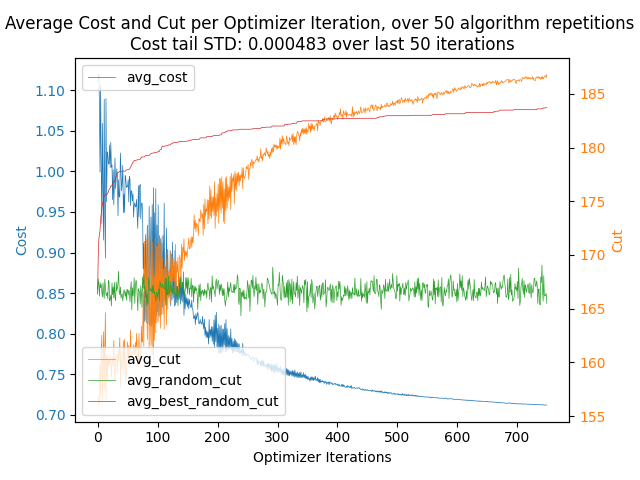 Average Cost and Cut per Optimizer Iteration, over 50 algorithm repetitions
Cost tail STD: 0.000483 over last 50 iterations
avg_cost
1.10
1.05
1.00
0.95
0.90
0.85
0.80
0.75
0.70
Cost
185
180
175
170
165
160
155
Cut
avg_cut
avg_random_cut
avg_best_random_cut
0 100 200 300 400 500 600 700
Optimizer Iterations